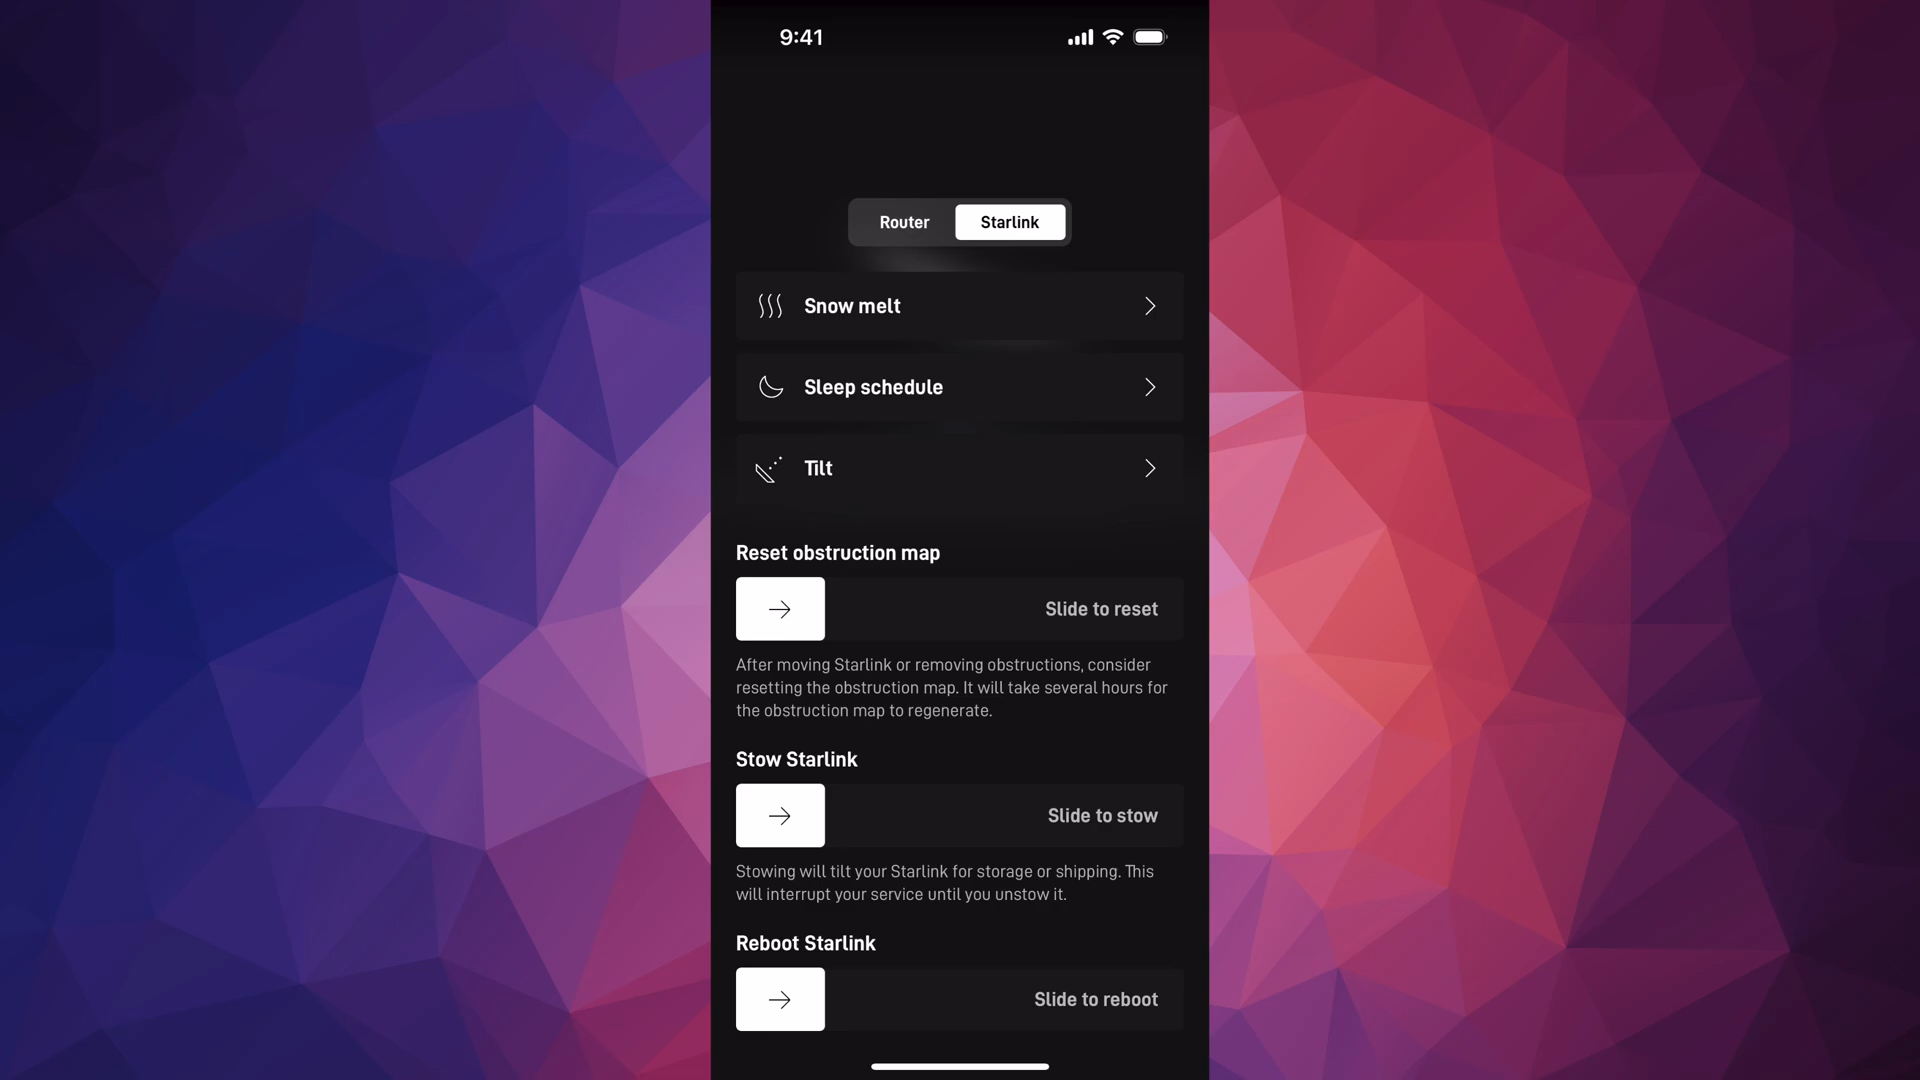 9:41
Router Starlink
Snow melt
Sleep schedule
Tilt
Reset obstruction map
Slide to reset
After moving Starlink or removing obstructions, consider
resetting the obstruction map. It will take several hours for
the obstruction map to regenerate.
Stow Starlink
Slide to stow
Stowing will tilt your Starlink for storage or shipping. This
will interrupt your service until you unstow it.
Reboot Starlink
Slide to reboot